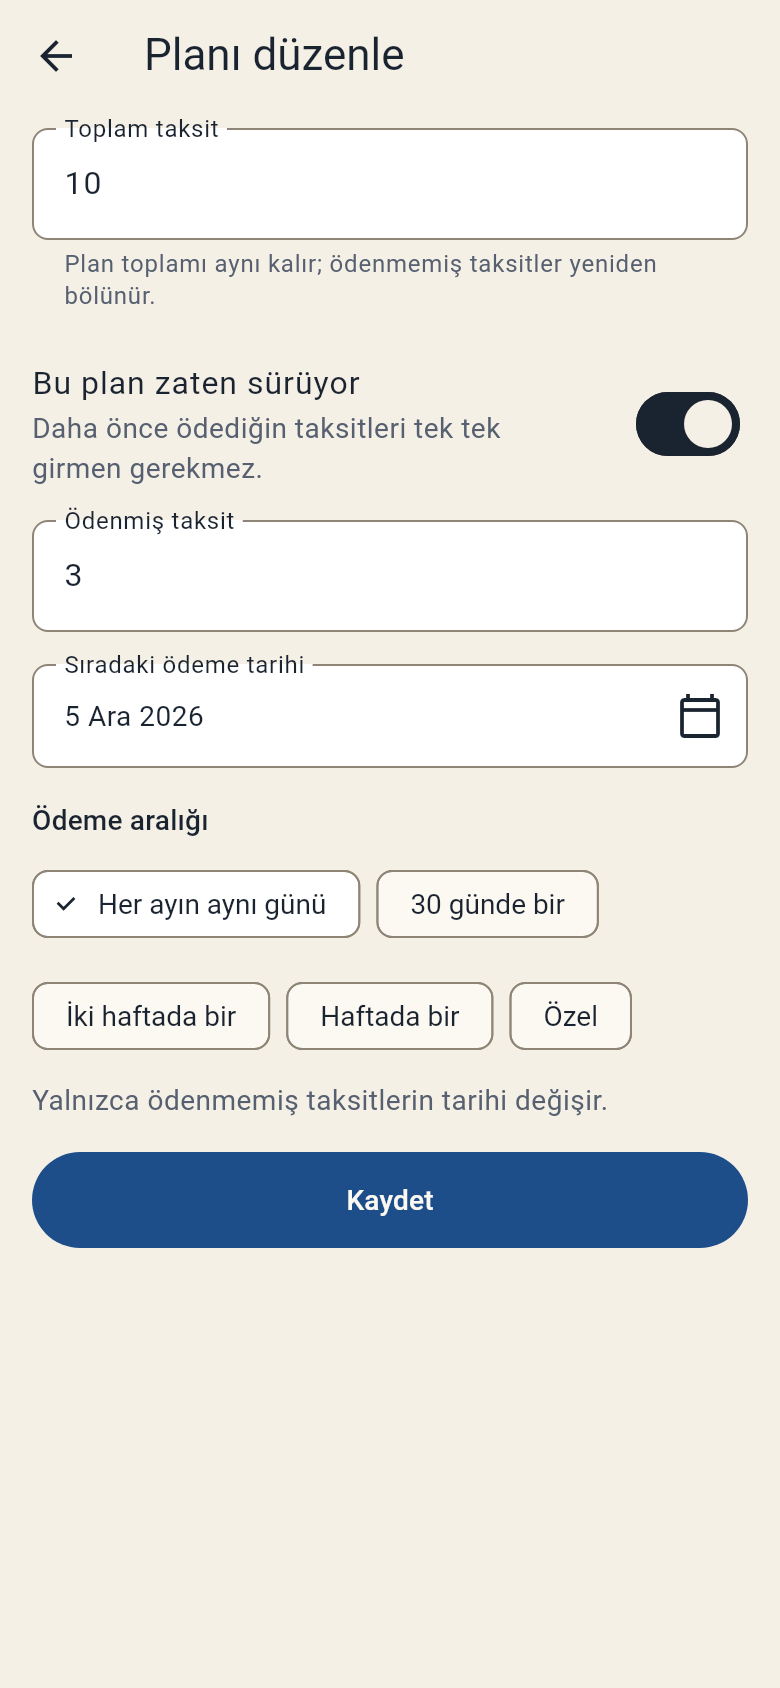 Planı düzenle
Toplam taksit
10
Plan toplamı aynı kalır; ödenmemiş taksitler yeniden
bölünür.
Bu plan zaten sürüyor
Daha önce ödediğin taksitleri tek tek
girmen gerekmez.
Ödenmiş taksit
3
Sıradaki ödeme tarihi
5 Ara 2026
Ödeme aralığı
Her ayın aynı günü
30 günde bir
İki haftada bir
Haftada bir
Özel
Yalnızca ödenmemiş taksitlerin tarihi değişir.
Kaydet